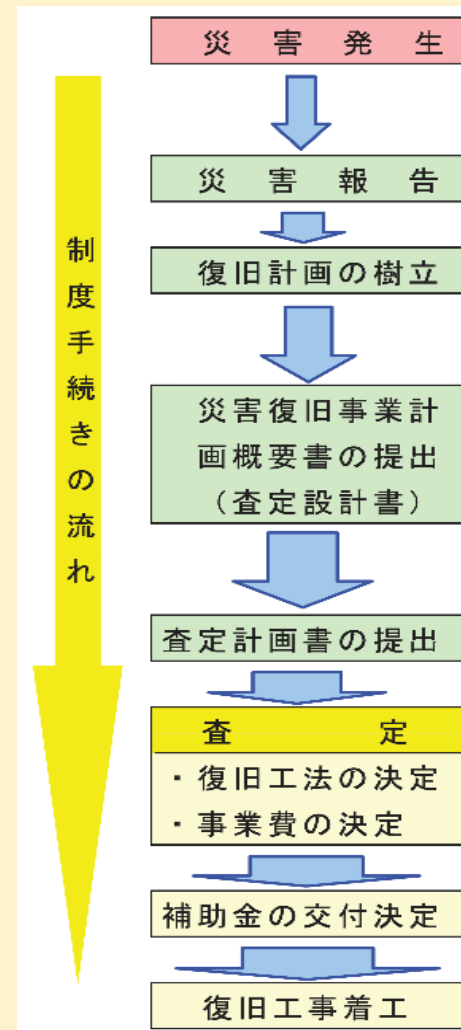 制度手続きの流れ
災害発生
災害報告
復旧計画の樹立
災害復旧事業計
画概要書の提出
（査定設計書）
査定計画書の提出
査定
・復旧工法の決定
・事業費の決定
補助金の交付決定
復旧工事着工